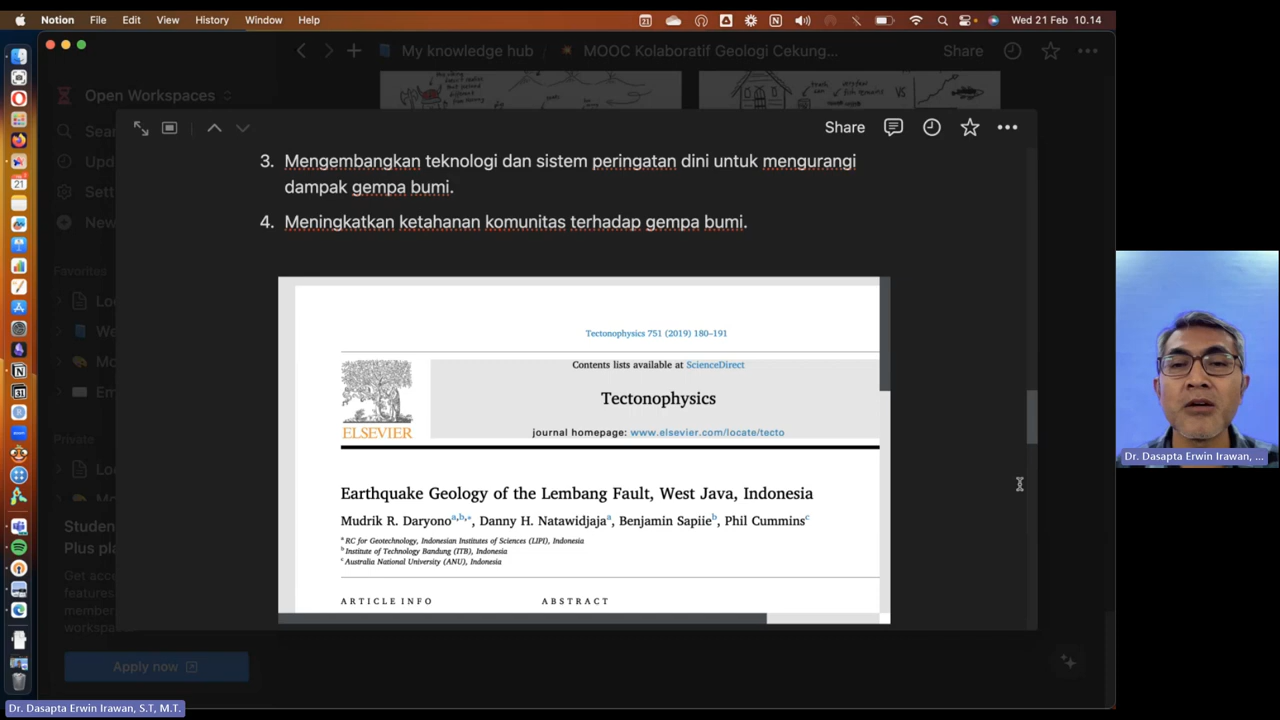 Notion File Edit View History Window Help Wed 21 Feb 10.14
My knowledge hub / MOOC Kolaboratif Geologi Cekung... Share
Open Workspaces
Share
3. Mengembangkan teknologi dan sistem peringatan dini untuk mengurangi
dampak gempa bumi.
4. Meningkatkan ketahanan komunitas terhadap gempa bumi.
Favorites
Private
Tectonophysics 751 (2019) 180–191
Contents lists available at ScienceDirect
Tectonophysics
journal homepage: www.elsevier.com/locate/tecto
ELSEVIER
Earthquake Geology of the Lembang Fault, West Java, Indonesia
Mudrik R. Daryono a,b,*, Danny H. Natawidjaja a, Benjamin Sapiie b, Phil Cummins c
a RC for Geotechnology, Indonesian Institutes of Sciences (LIPI), Indonesia
b Institute of Technology Bandung (ITB), Indonesia
c Australia National University (ANU), Indonesia
ARTICLE INFO ABSTRACT
Apply now
Dr. Dasapta Erwin Irawan, ...
Dr. Dasapta Erwin Irawan, S.T, M.T.